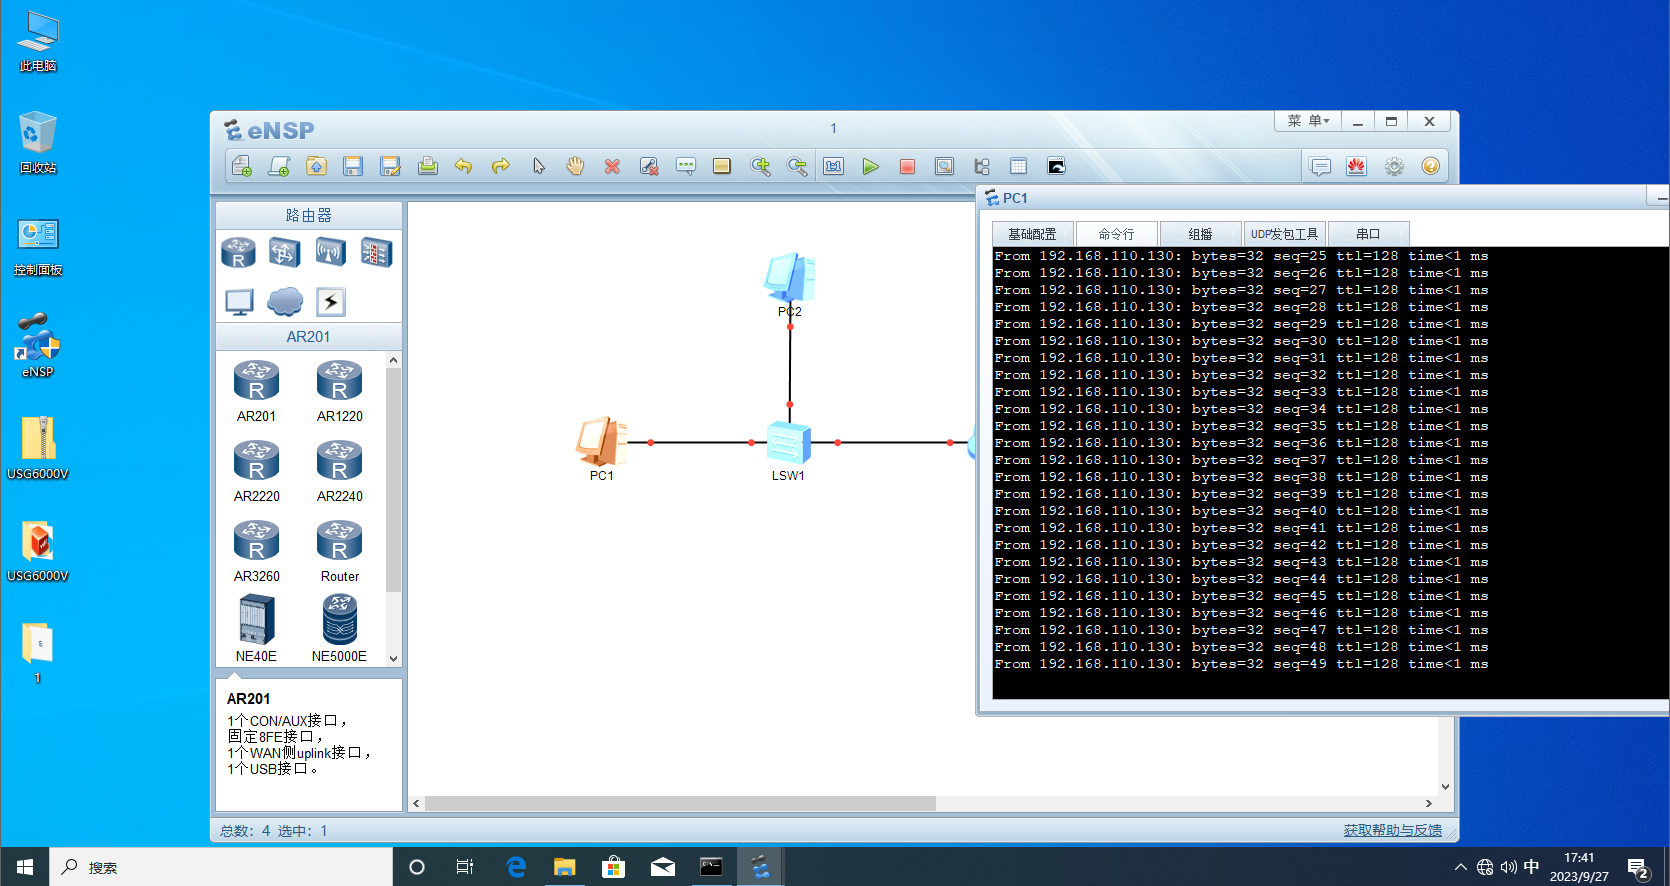 此电脑
回收站
控制面板
eNSP
USG6000V
USG6000V
1
eNSP
1
菜 单
1:1
路由器
R
AR201
R
AR201
R
AR1220
R
AR2220
R
AR2240
R
AR3260
R
Router
NE40E
NE5000E
AR201
1个CON/AUX接口，
固定8FE接口，
1个WAN侧uplink接口，
1个USB接口。
PC2
PC1
LSW1
总数：4 选中：1
获取帮助与反馈
PC1
基础配置 命令行 组播 UDP发包工具 串口
From 192.168.110.130: bytes=32 seq=25 ttl=128 time<1 ms
From 192.168.110.130: bytes=32 seq=26 ttl=128 time<1 ms
From 192.168.110.130: bytes=32 seq=27 ttl=128 time<1 ms
From 192.168.110.130: bytes=32 seq=28 ttl=128 time<1 ms
From 192.168.110.130: bytes=32 seq=29 ttl=128 time<1 ms
From 192.168.110.130: bytes=32 seq=30 ttl=128 time<1 ms
From 192.168.110.130: bytes=32 seq=31 ttl=128 time<1 ms
From 192.168.110.130: bytes=32 seq=32 ttl=128 time<1 ms
From 192.168.110.130: bytes=32 seq=33 ttl=128 time<1 ms
From 192.168.110.130: bytes=32 seq=34 ttl=128 time<1 ms
From 192.168.110.130: bytes=32 seq=35 ttl=128 time<1 ms
From 192.168.110.130: bytes=32 seq=36 ttl=128 time<1 ms
From 192.168.110.130: bytes=32 seq=37 ttl=128 time<1 ms
From 192.168.110.130: bytes=32 seq=38 ttl=128 time<1 ms
From 192.168.110.130: bytes=32 seq=39 ttl=128 time<1 ms
From 192.168.110.130: bytes=32 seq=40 ttl=128 time<1 ms
From 192.168.110.130: bytes=32 seq=41 ttl=128 time<1 ms
From 192.168.110.130: bytes=32 seq=42 ttl=128 time<1 ms
From 192.168.110.130: bytes=32 seq=43 ttl=128 time<1 ms
From 192.168.110.130: bytes=32 seq=44 ttl=128 time<1 ms
From 192.168.110.130: bytes=32 seq=45 ttl=128 time<1 ms
From 192.168.110.130: bytes=32 seq=46 ttl=128 time<1 ms
From 192.168.110.130: bytes=32 seq=47 ttl=128 time<1 ms
From 192.168.110.130: bytes=32 seq=48 ttl=128 time<1 ms
From 192.168.110.130: bytes=32 seq=49 ttl=128 time<1 ms
搜索
中
17:41
2023/9/27
2